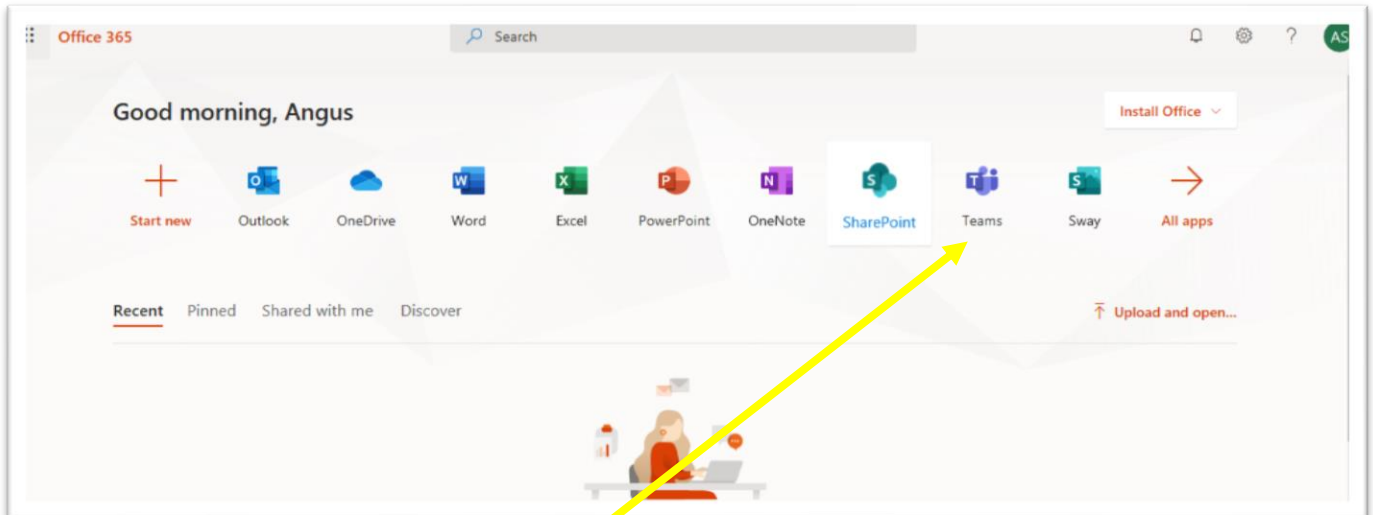 Office 365
Search
AS
Good morning, Angus
Install Office
Start new Outlook OneDrive Word Excel PowerPoint OneNote SharePoint Teams Sway All apps
Recent Pinned Shared with me Discover
Upload and open...